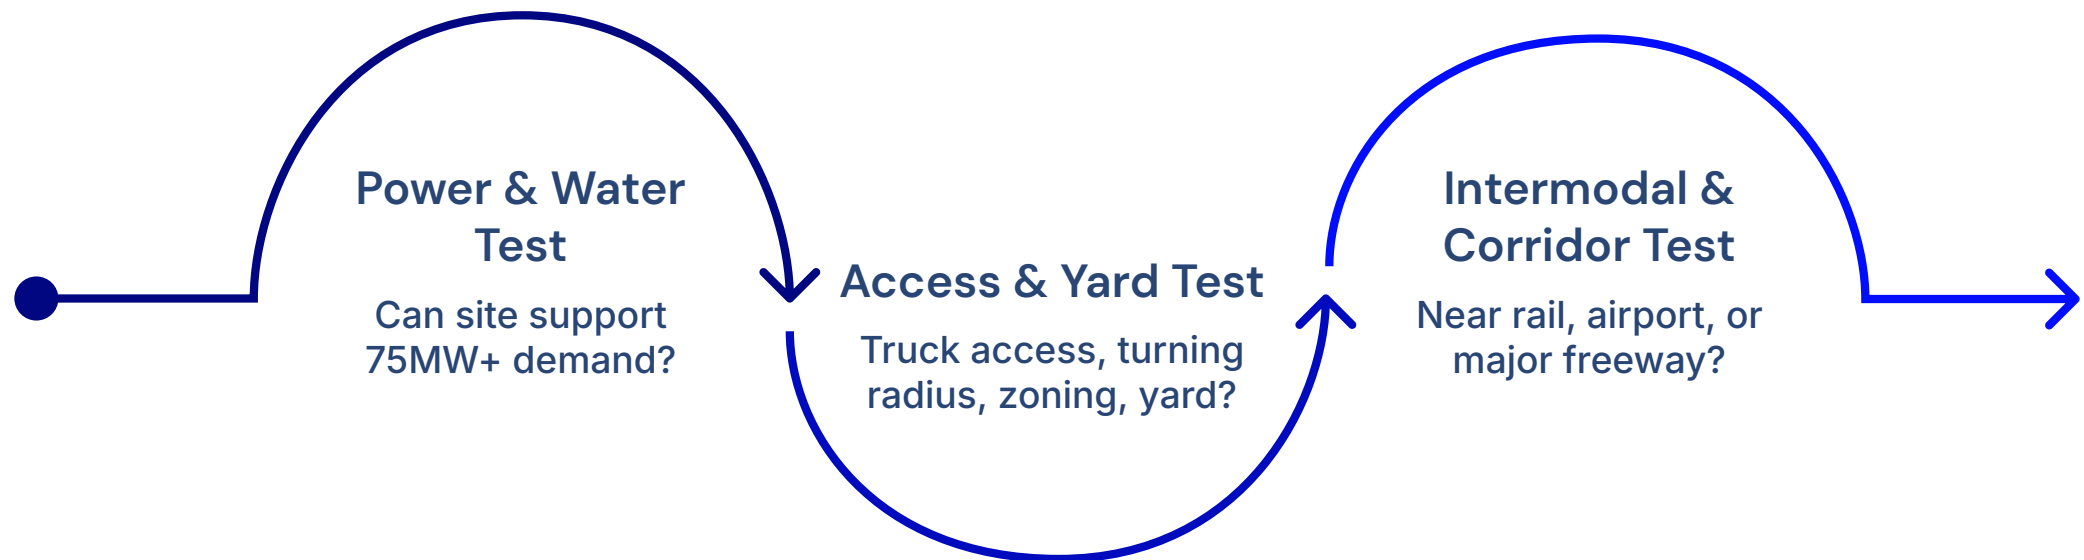 Power & Water
Test
Can site support
75MW+ demand?
Access & Yard Test
Truck access, turning
radius, zoning, yard?
Intermodal &
Corridor Test
Near rail, airport, or
major freeway?